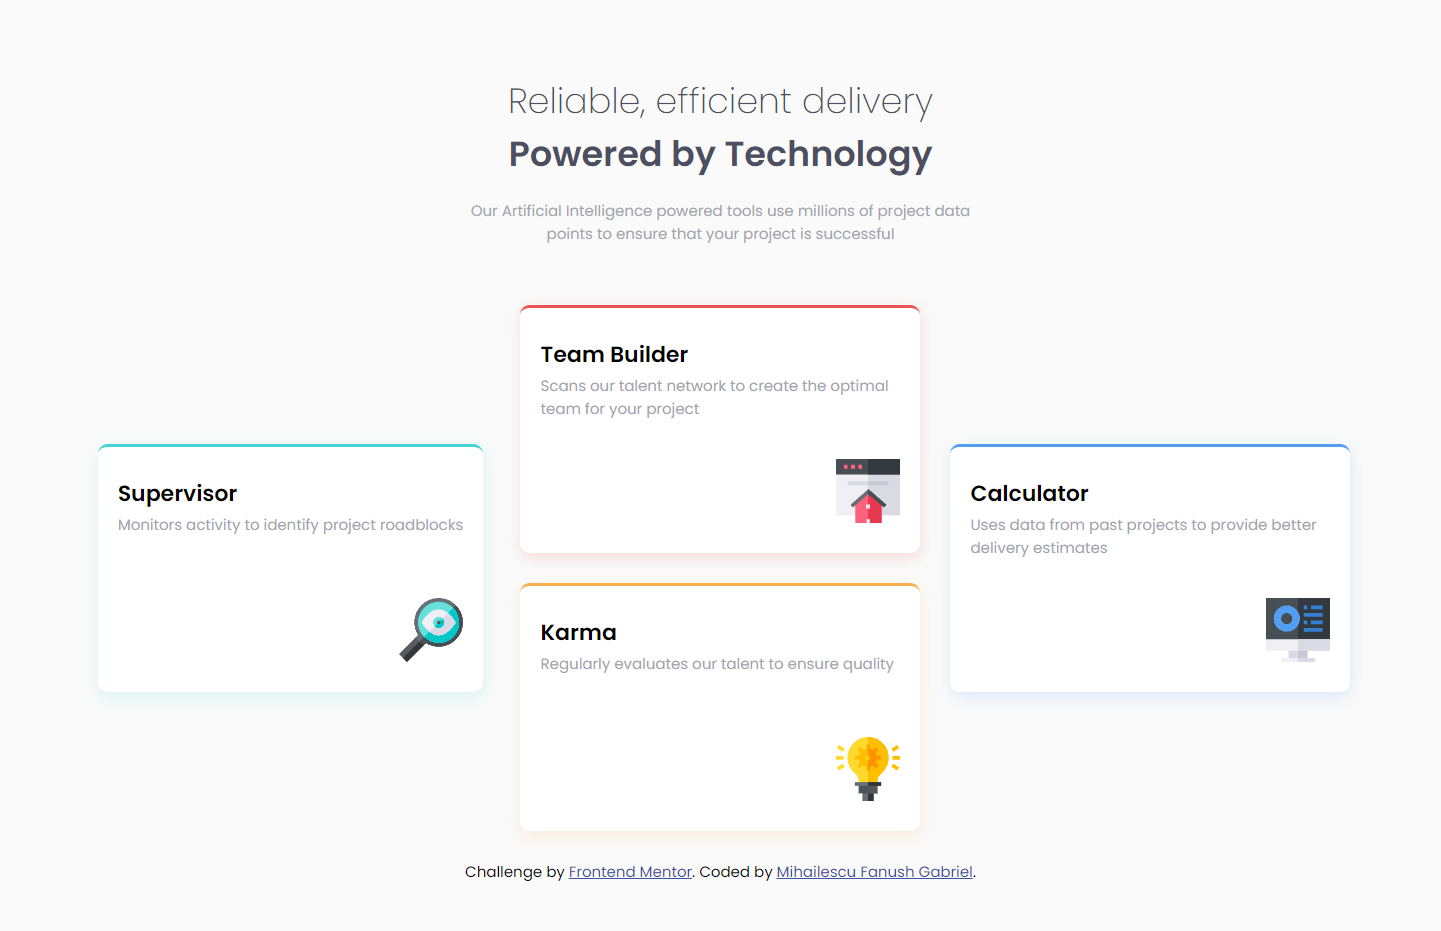 Reliable, efficient delivery
Powered by Technology
Our Artificial Intelligence powered tools use millions of project data
points to ensure that your project is successful
Supervisor
Monitors activity to identify project roadblocks
Team Builder
Scans our talent network to create the optimal
team for your project
Karma
Regularly evaluates our talent to ensure quality
Calculator
Uses data from past projects to provide better
delivery estimates
Challenge by Frontend Mentor. Coded by Mihailescu Fanush Gabriel.